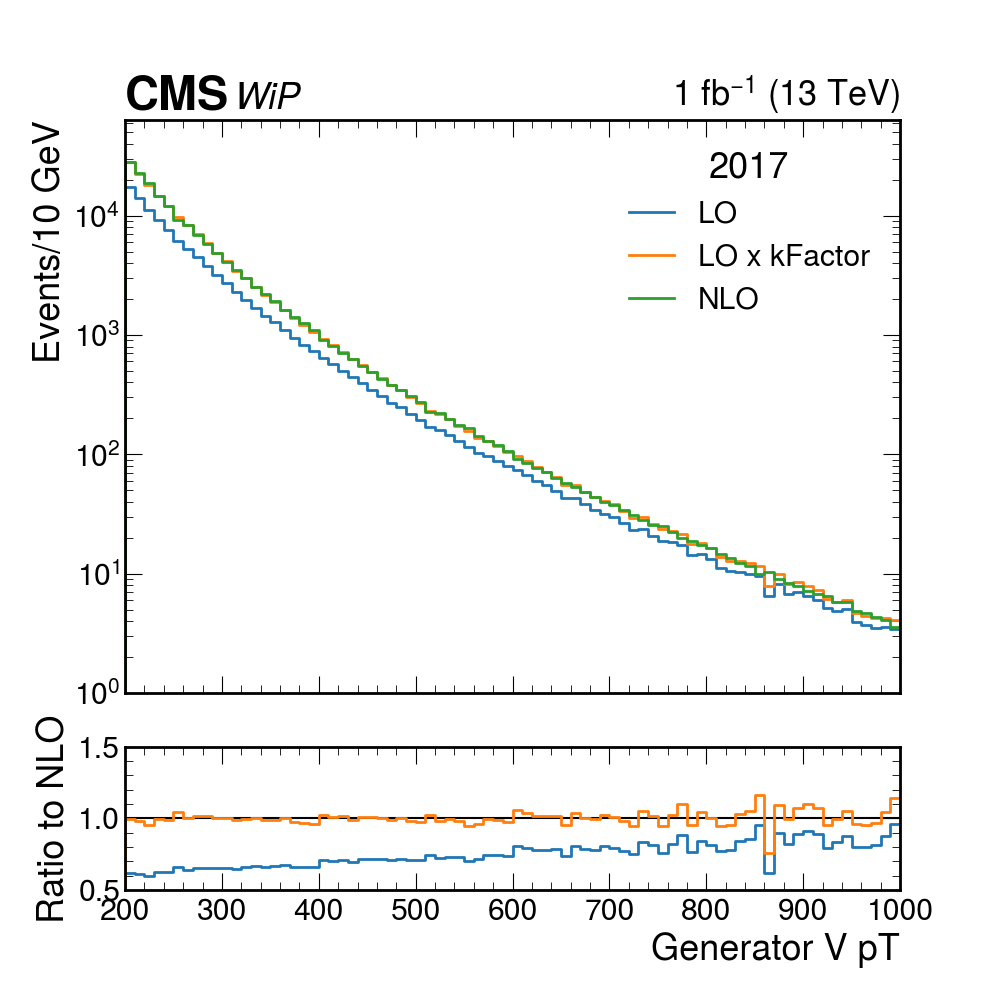 CMS WiP 1 fb⁻¹ (13 TeV)
Events/10 GeV
10⁴
10³
10²
10¹
10⁰
2017
LO
LO x kFactor
NLO
Ratio to NLO
1.5
1.0
0.5
200 300 400 500 600 700 800 900 1000
Generator V pT